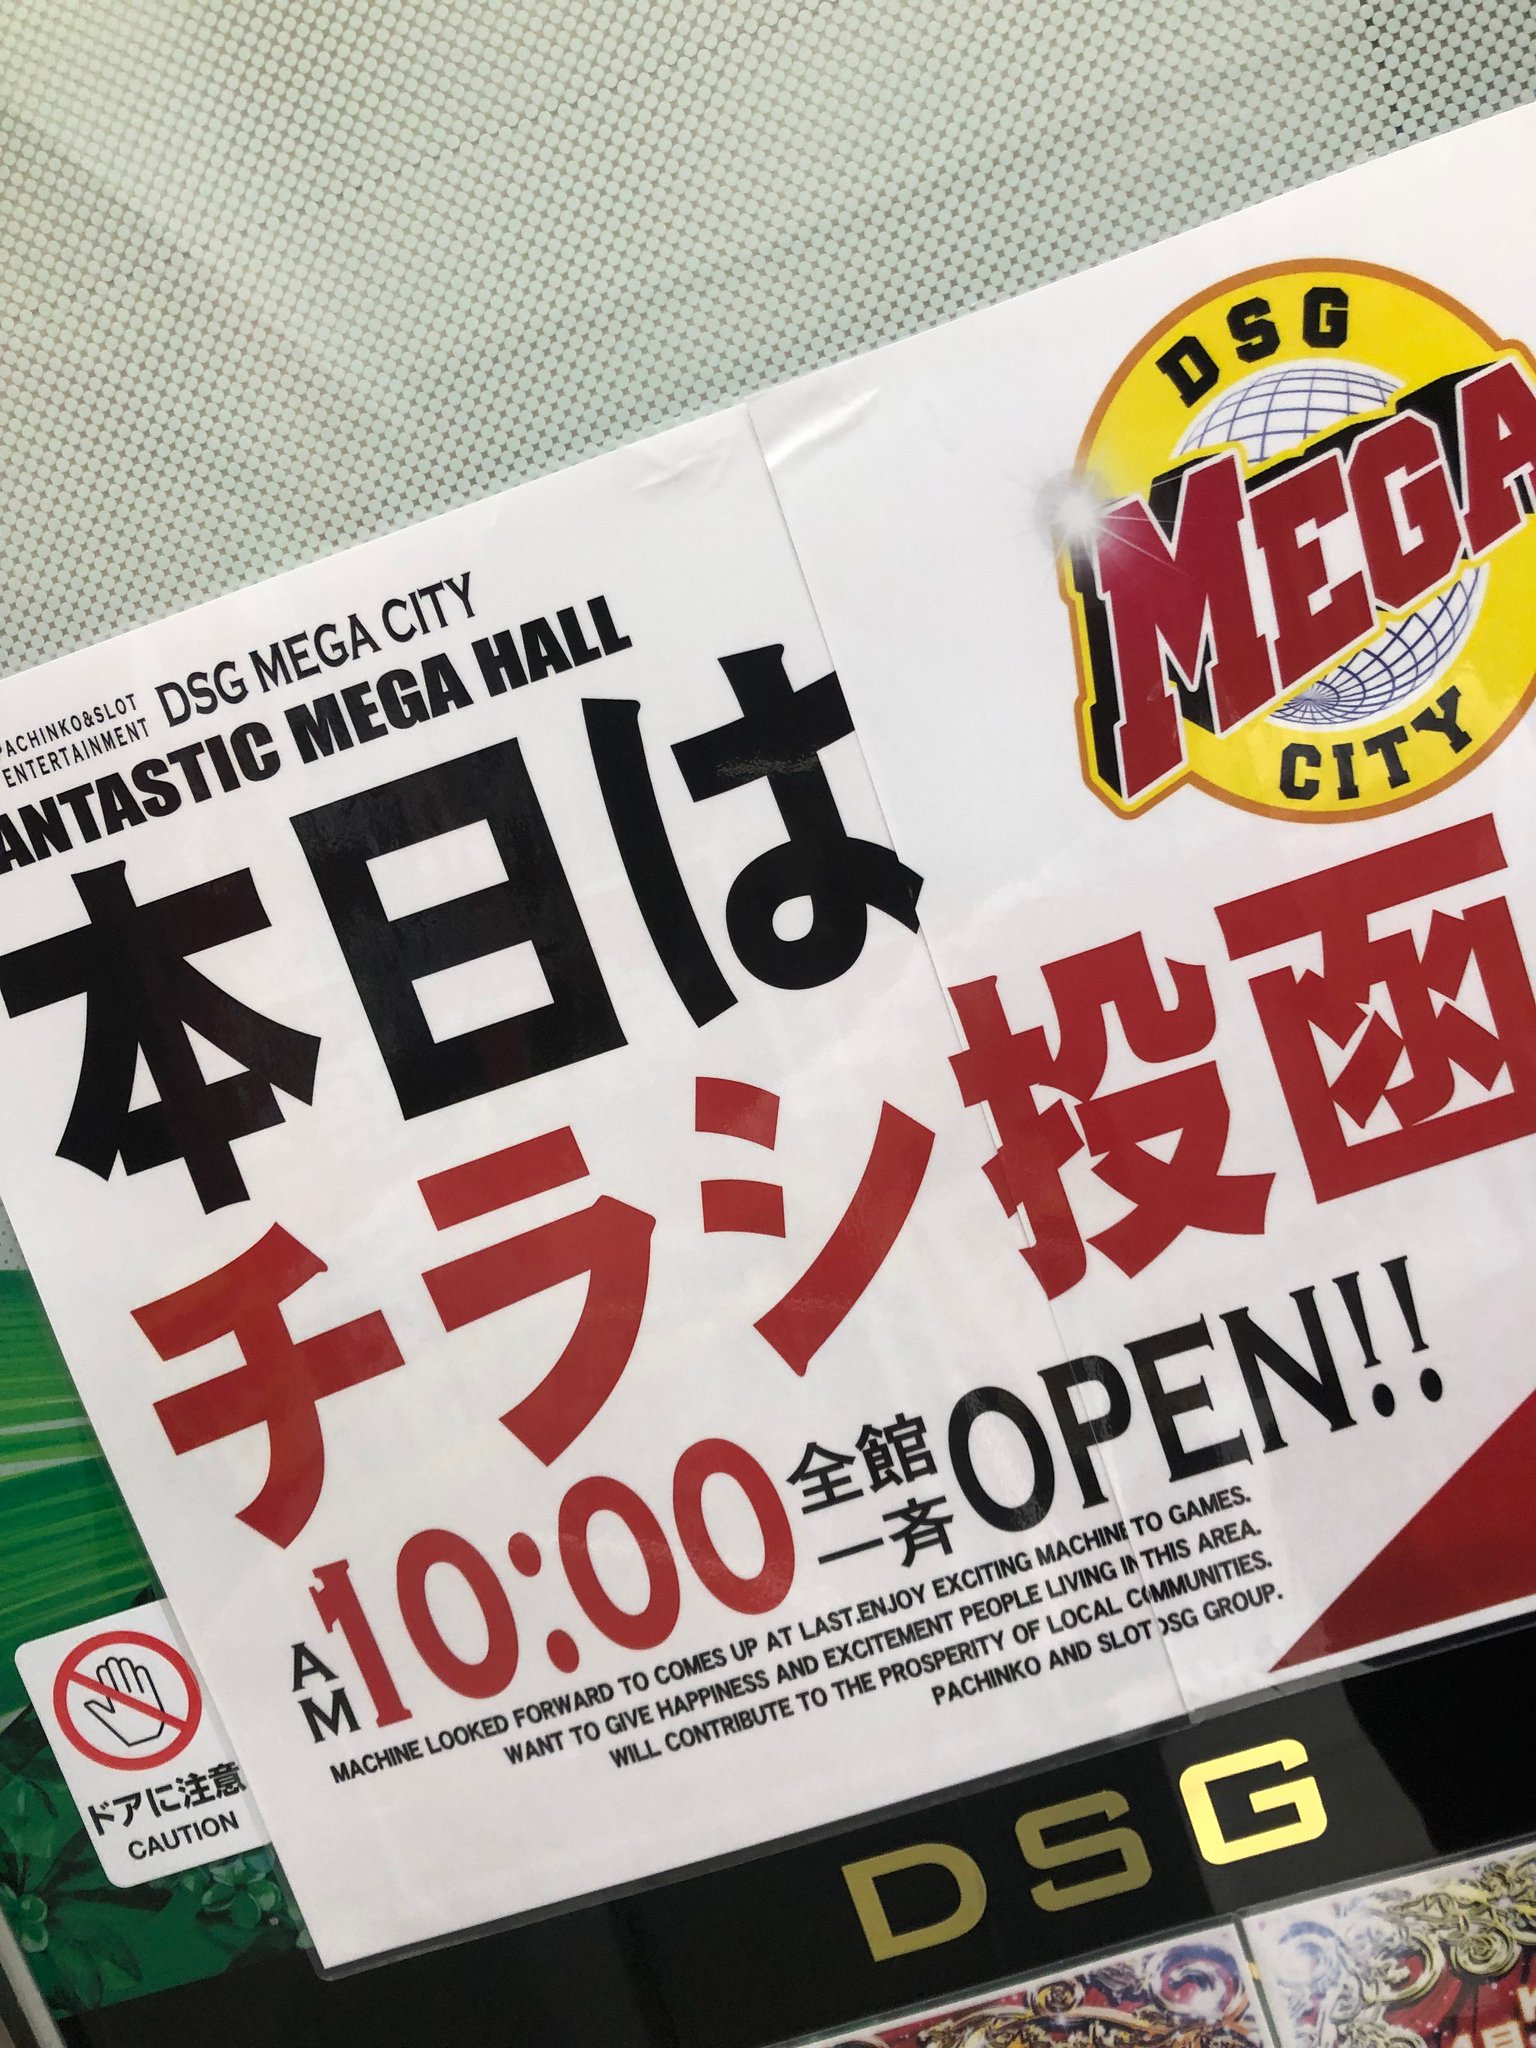 DSG
MEGA
CITY
PACHINKO&SLOT
ENTERTAINMENT
DSG MEGA CITY
ANTASTIC MEGA HALL
本日は
チラシ投函
AM 10:00 全館一斉 OPEN!!
MACHINE LOOKED FORWARD TO COMES UP AT LAST.ENJOY EXCITING MACHINE TO GAMES.
WANT TO GIVE HAPPINESS AND EXCITEMENT PEOPLE LIVING IN THIS AREA.
WILL CONTRIBUTE TO THE PROSPERITY OF LOCAL COMMUNITIES.
PACHINKO AND SLOT DSG GROUP.
ドアに注意
CAUTION
DSG